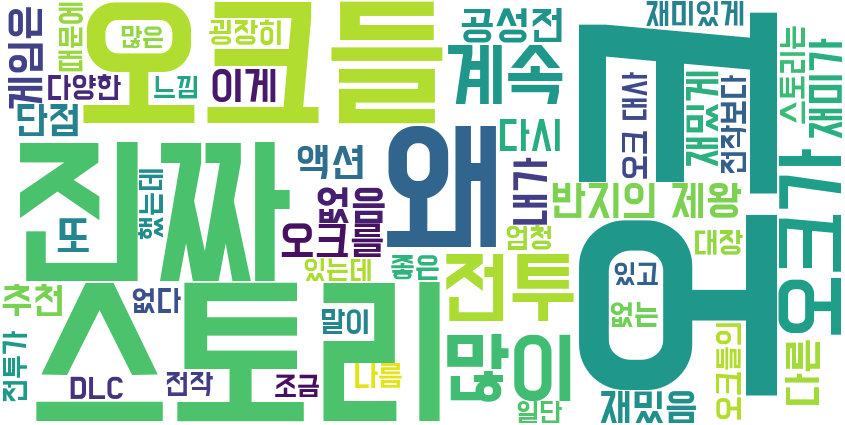 게임은
많은
굉장히
공성전
재미있게
오크들
다양한
느낌
이게
계속
오크
단점
액션
다시
오크 대사
재밌게
전작보다
스토리는
재미가
진짜
왜
없음
내가
반지의 제왕
오크가
또
했는데
오크들
엄청
대장
있는데
좋은
전투
있고
추천
없다
스토리
말이
많이
없는
전투가
DLC
전작
조금
나름
일단
재밌음
오크들의
다른